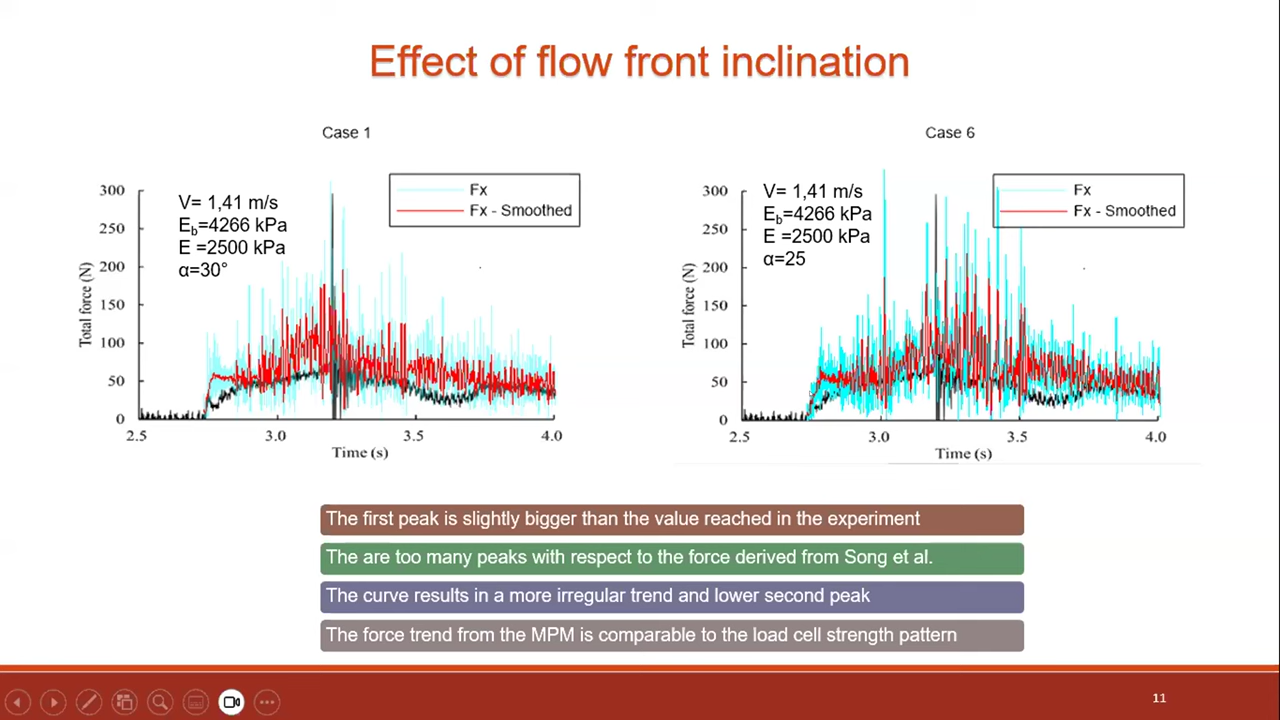 Effect of flow front inclination
Case 1
Total force (N)
300
250
200
150
100
50
0
2.5
3.0
3.5
4.0
Time (s)
V= 1,41 m/s
Eb=4266 kPa
E =2500 kPa
α=30°
Fx
Fx - Smoothed
Case 6
Total force (N)
300
250
200
150
100
50
0
2.5
3.0
3.5
4.0
Time (s)
V= 1,41 m/s
Eb=4266 kPa
E =2500 kPa
α=25
Fx
Fx - Smoothed
The first peak is slightly bigger than the value reached in the experiment
The are too many peaks with respect to the force derived from Song et al.
The curve results in a more irregular trend and lower second peak
The force trend from the MPM is comparable to the load cell strength pattern
11